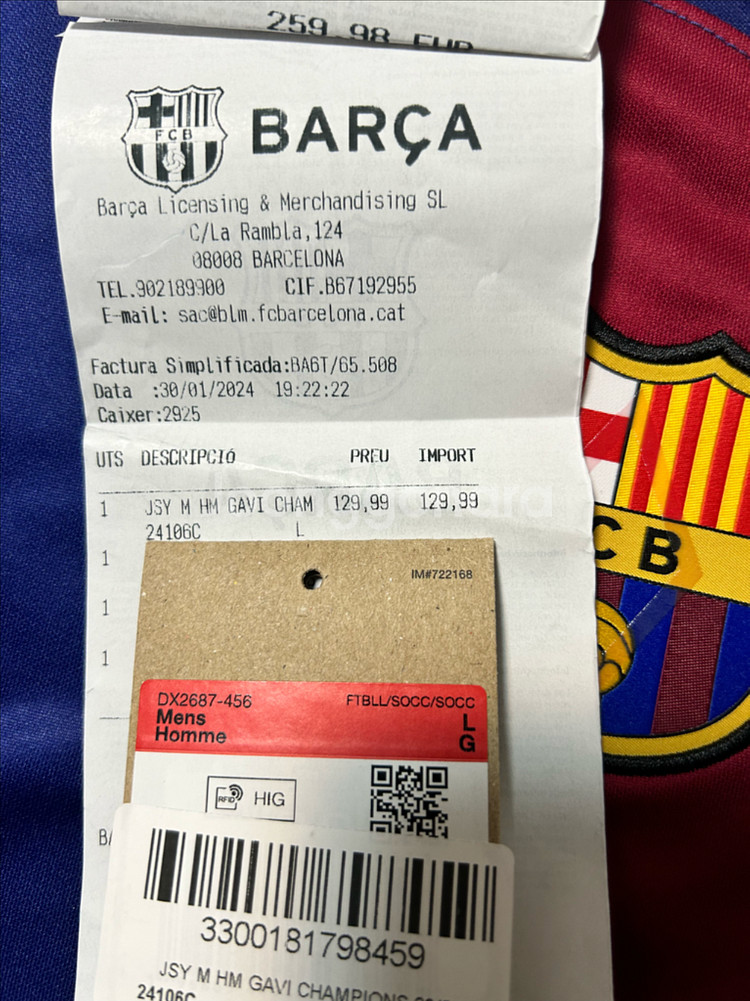 259,98 EUR
FCB
BARÇA
Barça Licensing & Merchandising SL
C/La Rambla,124
08008 BARCELONA
TEL.902189900 CIF.B67192955
E-mail: sac@blm.fcbarcelona.cat
Factura Simplificada:BA6T/65.508
Data :30/01/2024 19:22:22
Caixer:2925
UTS DESCRIPCIÓ PREU IMPORT
1 JSY M HM GAVI CHAM 129,99 129,99
24106C L
1
1
1
CB
IM#722168
DX2687-456 FTBLL/SOCC/SOCC
Mens L
Homme G
RFID HIG
3300181798459
JSY M HM GAVI CHAMPIONS
24106C